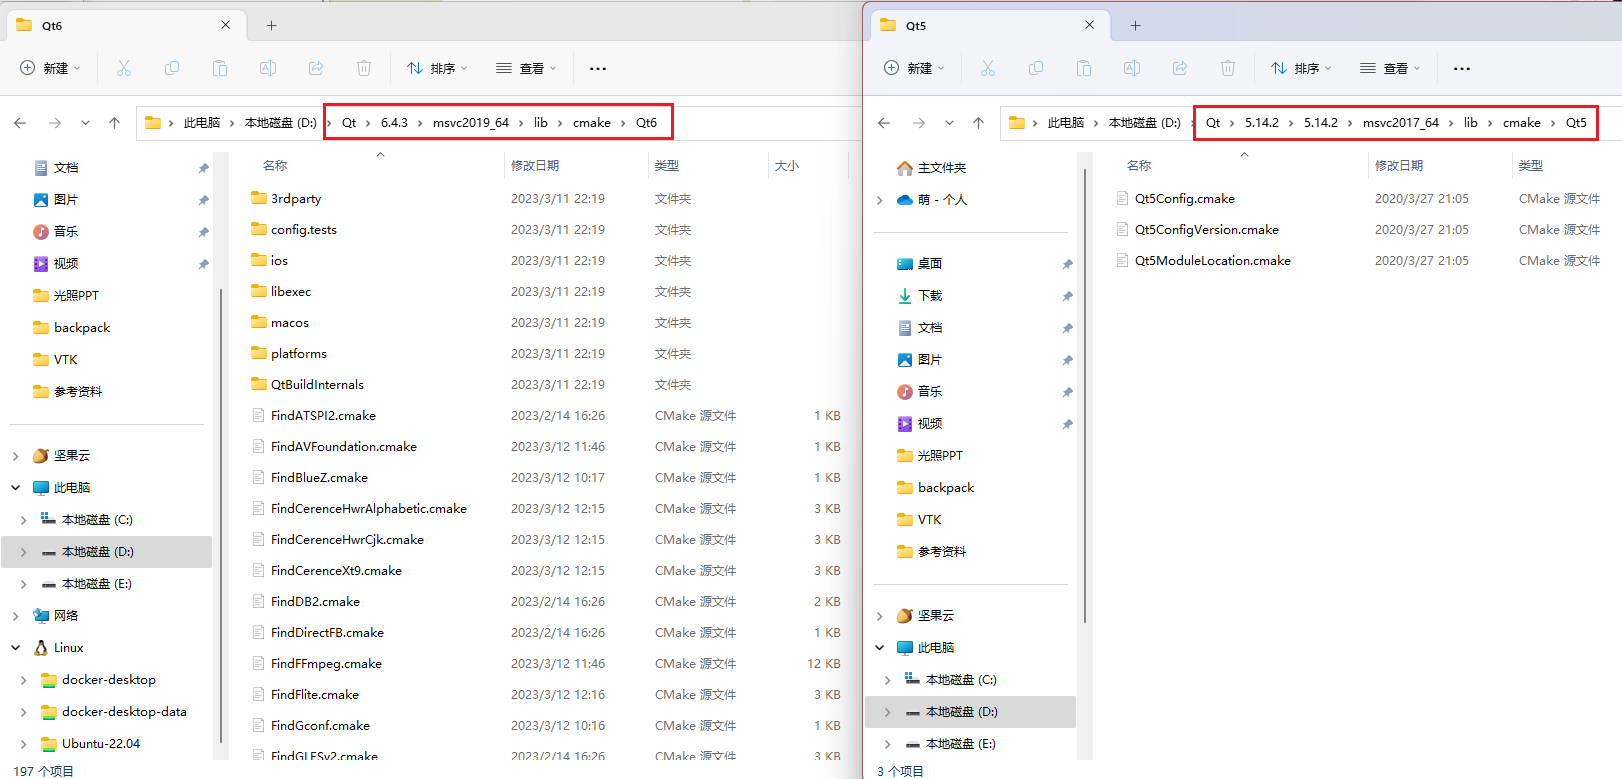 Qt6
新建
排序
查看
此电脑 本地磁盘 (D:) Qt 6.4.3 msvc2019_64 lib cmake Qt6
名称 修改日期 类型 大小
文档
图片
音乐
视频
光照PPT
backpack
VTK
参考资料
坚果云
此电脑
本地磁盘 (C:)
本地磁盘 (D:)
本地磁盘 (E:)
网络
Linux
docker-desktop
docker-desktop-data
Ubuntu-22.04
3rdparty 2023/3/11 22:19 文件夹
config.tests 2023/3/11 22:19 文件夹
ios 2023/3/11 22:19 文件夹
libexec 2023/3/11 22:19 文件夹
macos 2023/3/11 22:19 文件夹
platforms 2023/3/11 22:19 文件夹
QtBuildInternals 2023/3/11 22:19 文件夹
FindATSPI2.cmake 2023/2/14 16:26 CMake 源文件 1 KB
FindAVFoundation.cmake 2023/3/12 11:46 CMake 源文件 1 KB
FindBlueZ.cmake 2023/3/12 10:17 CMake 源文件 1 KB
FindCerenceHwrAlphabetic.cmake 2023/3/12 12:15 CMake 源文件 3 KB
FindCerenceHwrCjk.cmake 2023/3/12 12:15 CMake 源文件 3 KB
FindCerenceXt9.cmake 2023/3/12 12:15 CMake 源文件 3 KB
FindDB2.cmake 2023/2/14 16:26 CMake 源文件 2 KB
FindDirectFB.cmake 2023/2/14 16:26 CMake 源文件 1 KB
FindFFmpeg.cmake 2023/3/12 11:46 CMake 源文件 12 KB
FindFlite.cmake 2023/3/12 12:16 CMake 源文件 3 KB
FindGconf.cmake 2023/3/12 10:16 CMake 源文件 1 KB
FindGLESv2.cmake 2023/2/14 16:26 CMake 源文件 3 KB
197 个项目
Qt5
新建
排序
查看
此电脑 本地磁盘 (D:) Qt 5.14.2 5.14.2 msvc2017_64 lib cmake Qt5
名称 修改日期 类型
主文件夹
萌 - 个人
桌面
下载
文档
图片
音乐
视频
光照PPT
backpack
VTK
参考资料
坚果云
此电脑
本地磁盘 (C:)
本地磁盘 (D:)
本地磁盘 (E:)
Qt5Config.cmake 2020/3/27 21:05 CMake 源文件
Qt5ConfigVersion.cmake 2020/3/27 21:05 CMake 源文件
Qt5ModuleLocation.cmake 2020/3/27 21:05 CMake 源文件
3 个项目